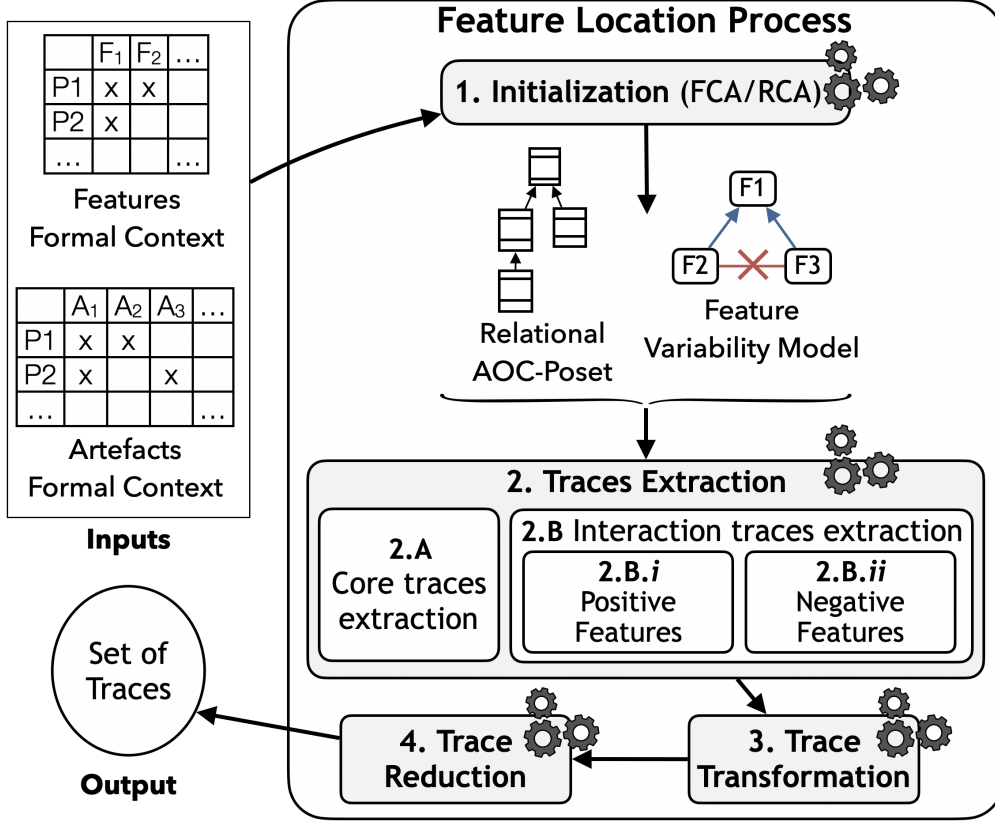 Feature Location Process
F₁ F₂ ...
P1 x x
P2 x
... ...
Features
Formal Context
A₁ A₂ A₃ ...
P1 x x
P2 x x
... ...
Artefacts
Formal Context
Inputs
1. Initialization (FCA/RCA)
Relational
AOC-Poset
F1
F2 F3
Feature
Variability Model
2. Traces Extraction
2.A
Core traces
extraction
2.B Interaction traces extraction
2.B.i
Positive
Features
2.B.ii
Negative
Features
3. Trace
Transformation
4. Trace
Reduction
Set of
Traces
Output